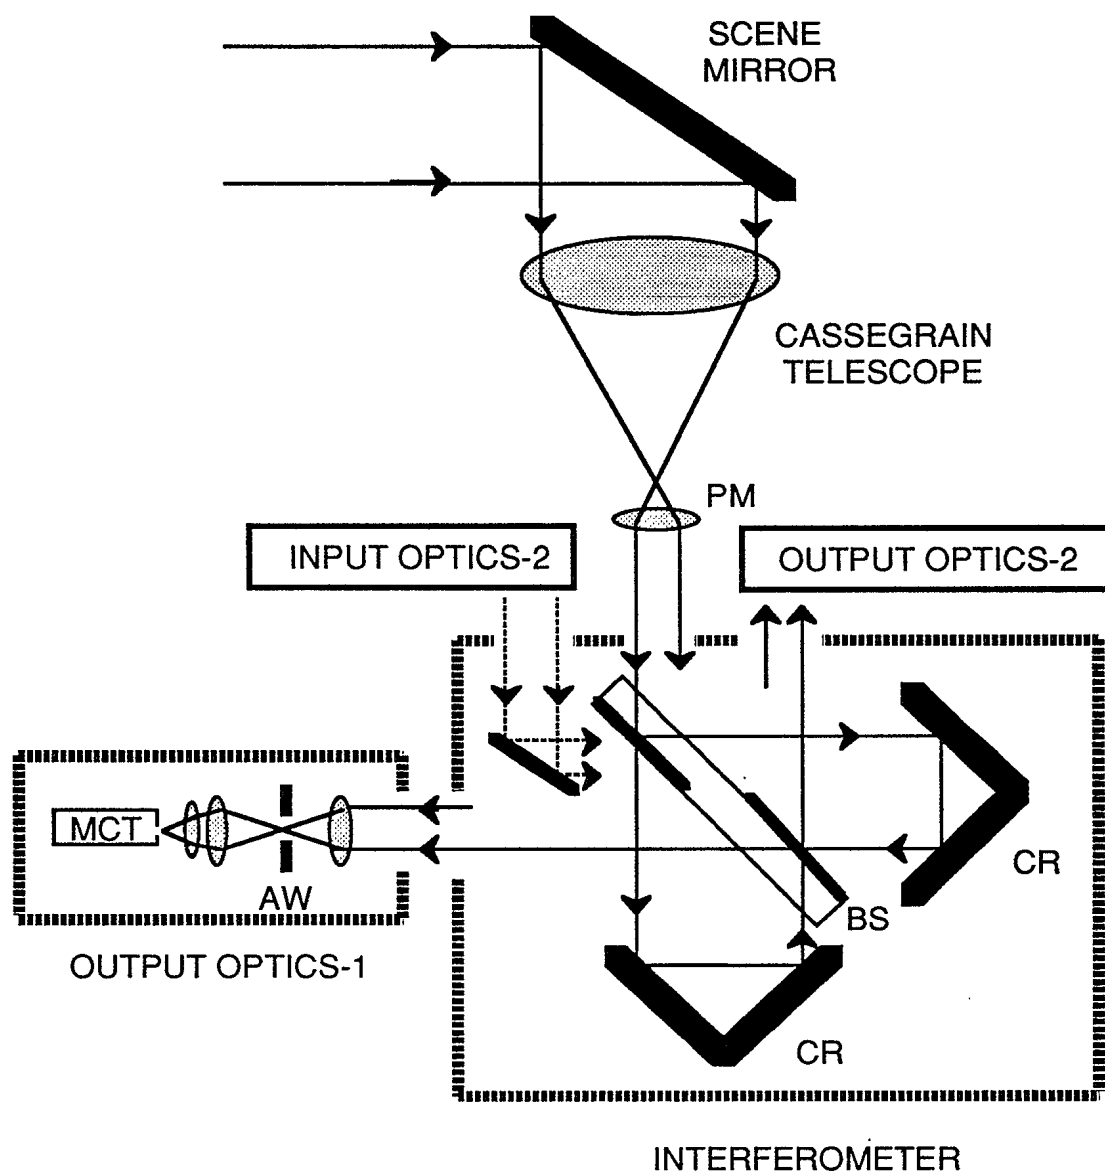 SCENE
MIRROR
CASSEGRAIN
TELESCOPE
PM
INPUT OPTICS-2
OUTPUT OPTICS-2
MCT
AW
CR
BS
OUTPUT OPTICS-1
CR
INTERFEROMETER